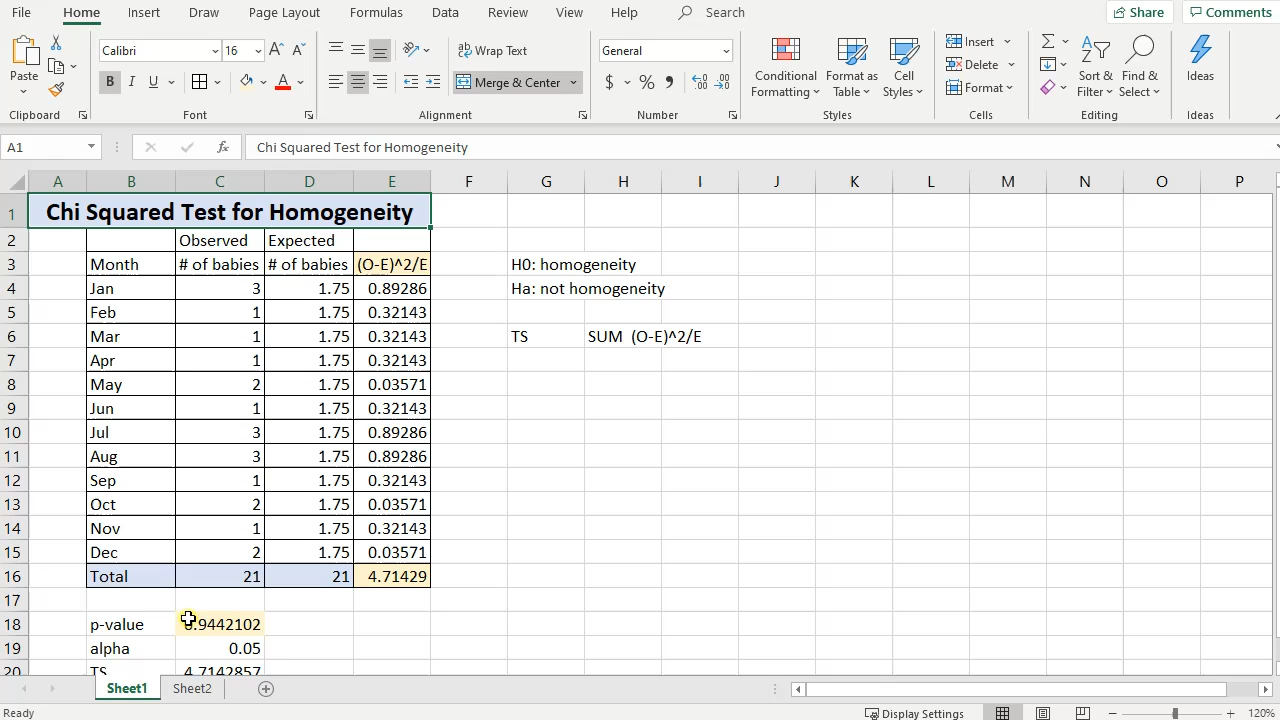 File Home Insert Draw Page Layout Formulas Data Review View Help Search Share Comments
Calibri 16 Wrap Text General Insert
Paste B I U A Merge & Center $ % Conditional Formatting Format as Table Cell Styles Delete Sort & Filter Find & Select Ideas
Format
Clipboard Font Alignment Number Styles Cells Editing Ideas
A1 fx Chi Squared Test for Homogeneity
A B C D E F G H I J K L M N O P
1 Chi Squared Test for Homogeneity
2 Observed Expected
3 Month # of babies # of babies (O-E)^2/E H0: homogeneity
4 Jan 3 1.75 0.89286 Ha: not homogeneity
5 Feb 1 1.75 0.32143
6 Mar 1 1.75 0.32143 TS SUM (O-E)^2/E
7 Apr 1 1.75 0.32143
8 May 2 1.75 0.03571
9 Jun 1 1.75 0.32143
10 Jul 3 1.75 0.89286
11 Aug 3 1.75 0.89286
12 Sep 1 1.75 0.32143
13 Oct 2 1.75 0.03571
14 Nov 1 1.75 0.32143
15 Dec 2 1.75 0.03571
16 Total 21 21 4.71429
17
18 p-value 0.9442102
19 alpha 0.05
20 TS 4.7142857
Sheet1 Sheet2
Ready Display Settings 120%